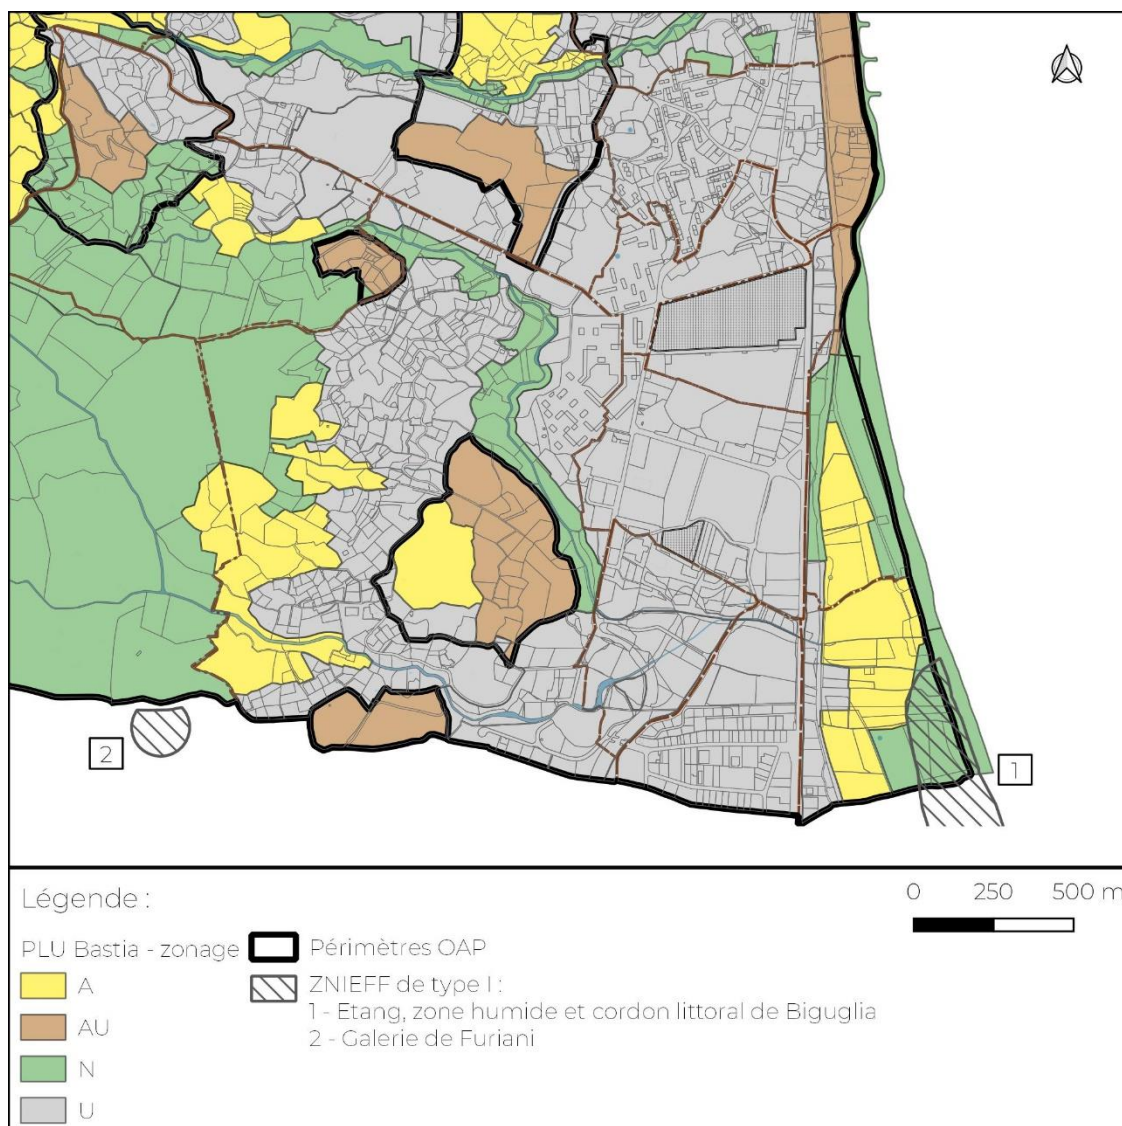 2
1
Légende :
0 250 500 m
PLU Bastia - zonage
Périmètres OAP
A
ZNIEFF de type I :
1 - Etang, zone humide et cordon littoral de Biguglia
AU
2 - Galerie de Furiani
N
U